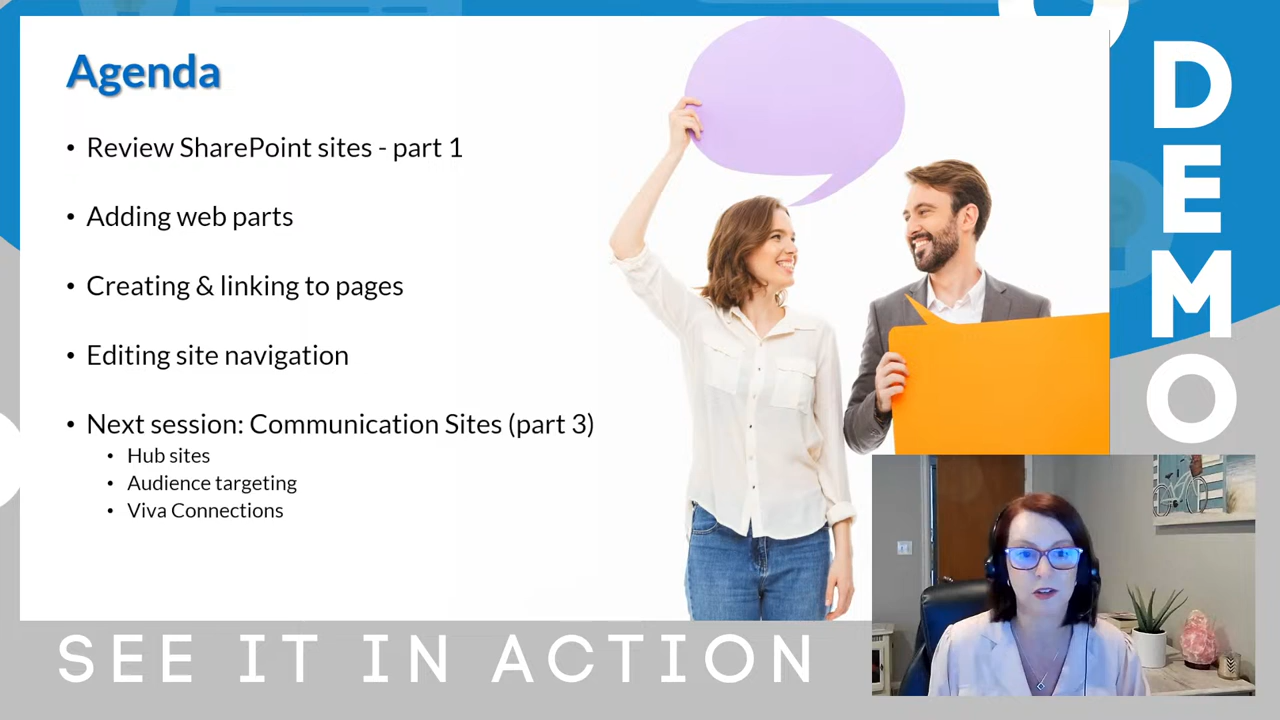 Agenda
• Review SharePoint sites - part 1
• Adding web parts
• Creating & linking to pages
• Editing site navigation
• Next session: Communication Sites (part 3)
• Hub sites
• Audience targeting
• Viva Connections
DEMO
SEE IT IN ACTION